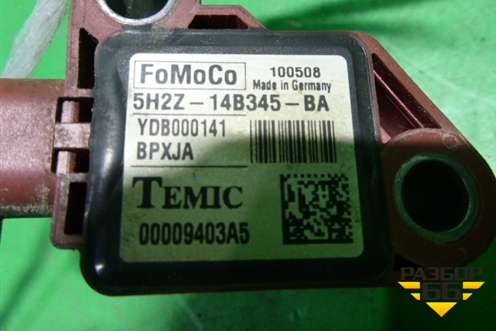 FoMoCo 100508
Made in Germany
5H2Z-14B345-BA
YDB000141
BPXJA
TEMIC
00009403A5
РАЗБОР
66